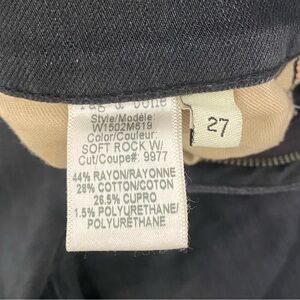 rag & bone
Style/Modèle:
W1502M619
Color/Couleur:
SOFT ROCK W/
Cut/Coupe#: 9977
44% RAYON/RAYONNE
28% COTTON/COTON
26.5% CUPRO
1.5% POLYURETHANE/
POLYURÉTHANE
27